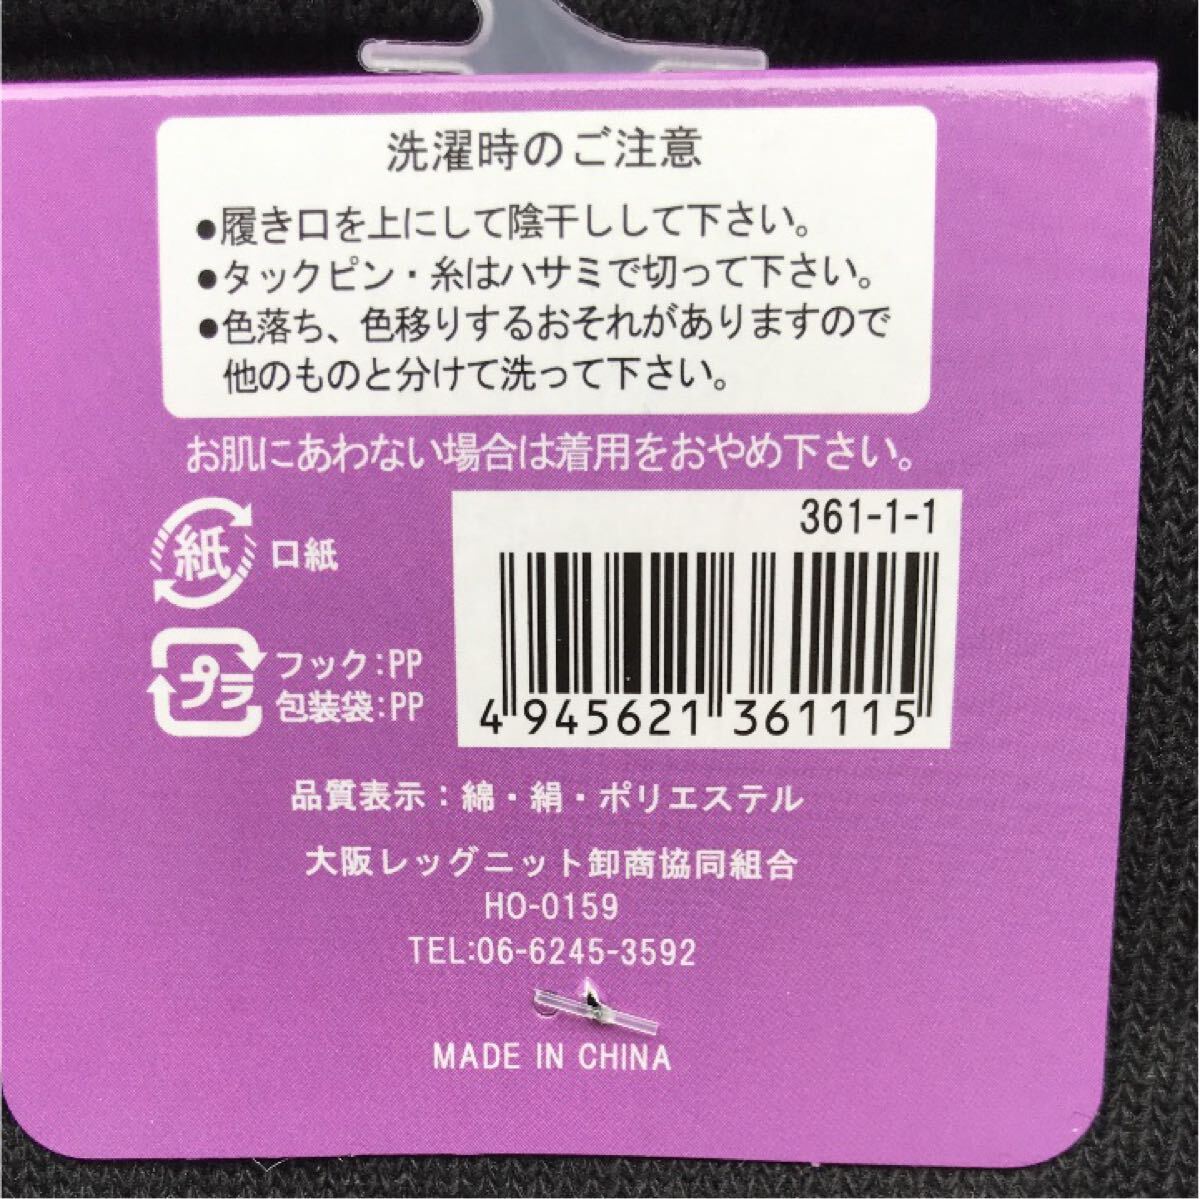 洗濯時のご注意
●履き口を上にして陰干しして下さい。
●タックピン・糸はハサミで切って下さい。
●色落ち、色移りするおそれがありますので
他のものと分けて洗って下さい。
お肌にあわない場合は着用をおやめ下さい。
紙 口紙
プラ フック:PP
包装袋:PP
361-1-1
4 945621 361115
品質表示：綿・絹・ポリエステル
大阪レッグニット卸商協同組合
HO-0159
TEL:06-6245-3592
MADE IN CHINA